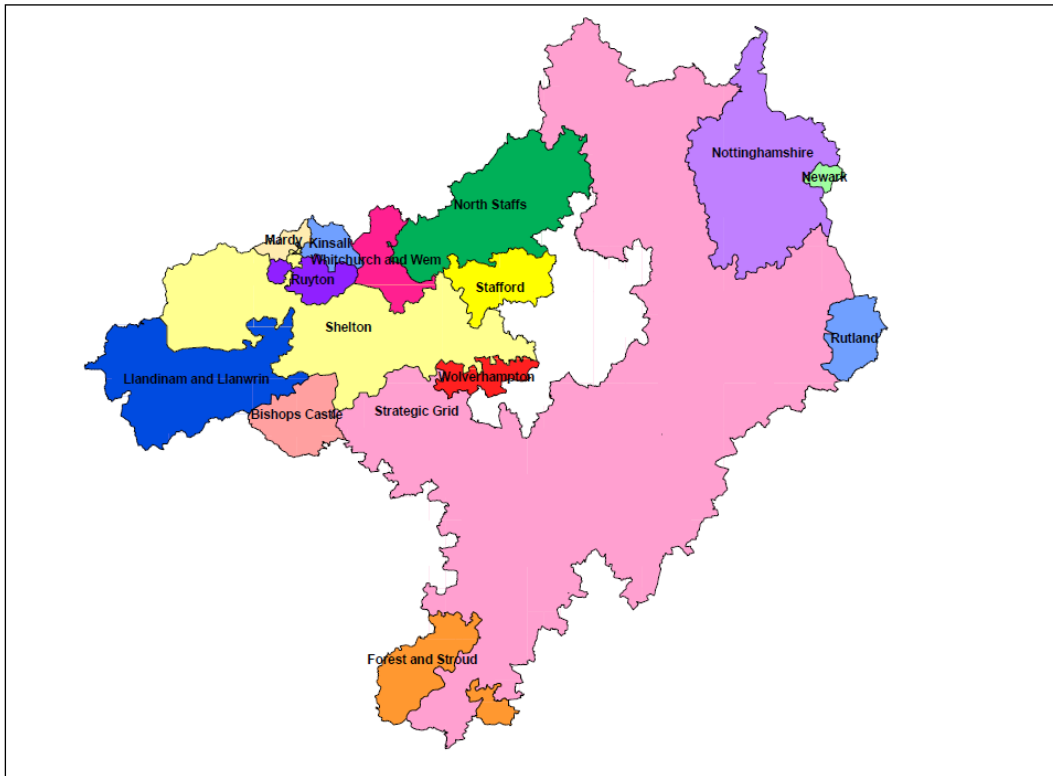 Nottinghamshire
Newark
North Staffs
Mardy
Kinsall
Whitchurch and Wem
Ruyton
Stafford
Shelton
Rutland
Llandinam and Llanwrin
Wolverhampton
Bishops Castle
Strategic Grid
Forest and Stroud